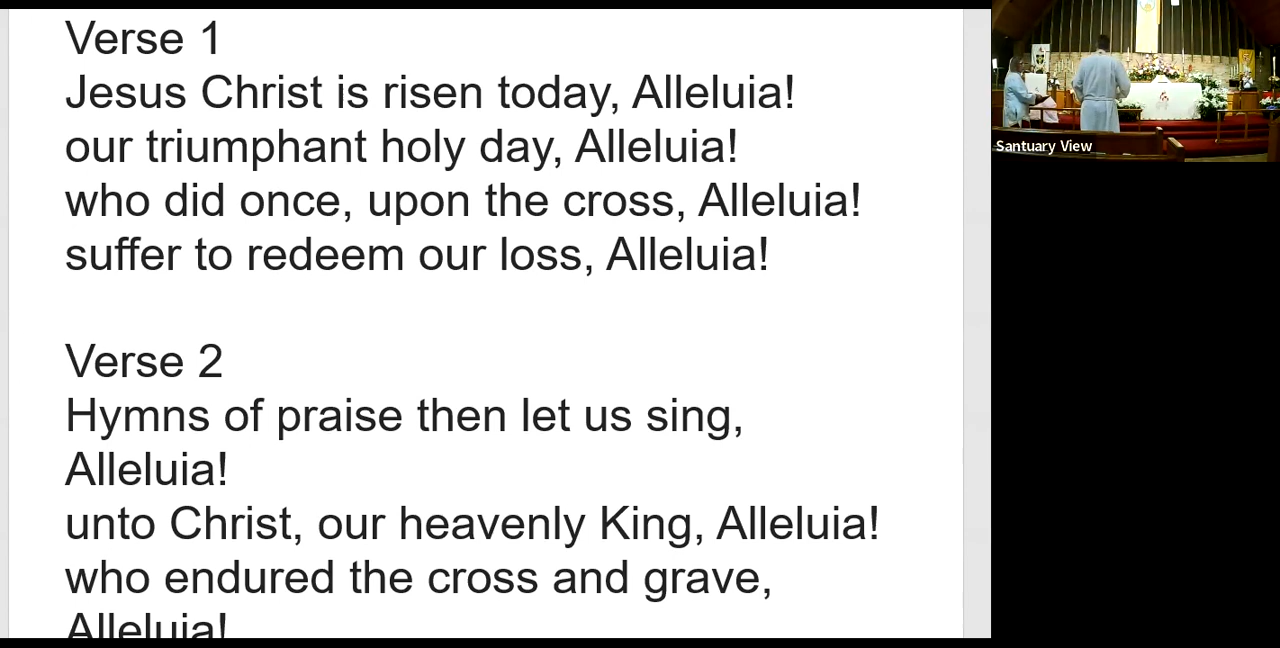 Verse 1
Jesus Christ is risen today, Alleluia!
our triumphant holy day, Alleluia!
who did once, upon the cross, Alleluia!
suffer to redeem our loss, Alleluia!
Verse 2
Hymns of praise then let us sing,
Alleluia!
unto Christ, our heavenly King, Alleluia!
who endured the cross and grave,
Alleluia!
Santuary View